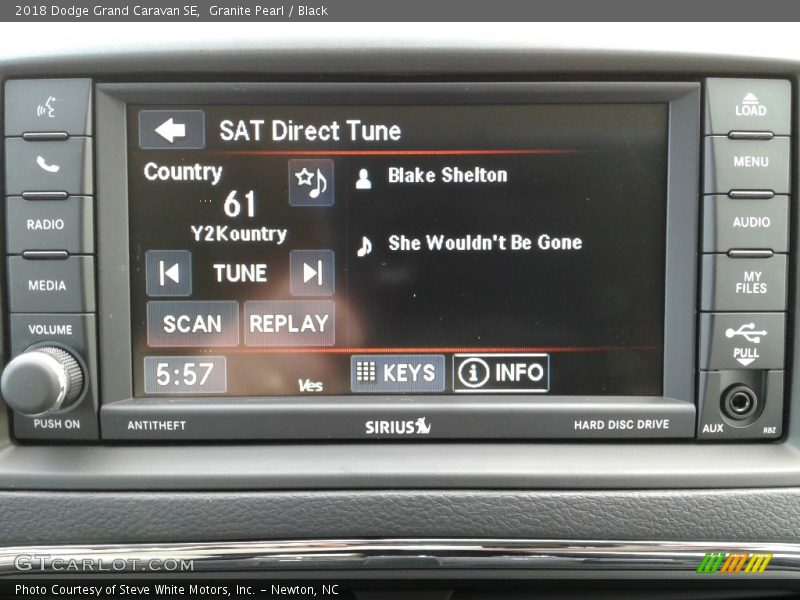 2018 Dodge Grand Caravan SE, Granite Pearl / Black
LOAD
SAT Direct Tune
MENU
Country
Blake Shelton
61
RADIO
AUDIO
Y2Kountry
She Wouldn't Be Gone
TUNE
MEDIA
MY
FILES
SCAN
REPLAY
VOLUME
PULL
5:57
Ves
KEYS
INFO
PUSH ON
ANTITHEFT
SIRIUS
HARD DISC DRIVE
AUX
RBZ
GTCARLOT.COM
Photo Courtesy of Steve White Motors, Inc. - Newton, NC